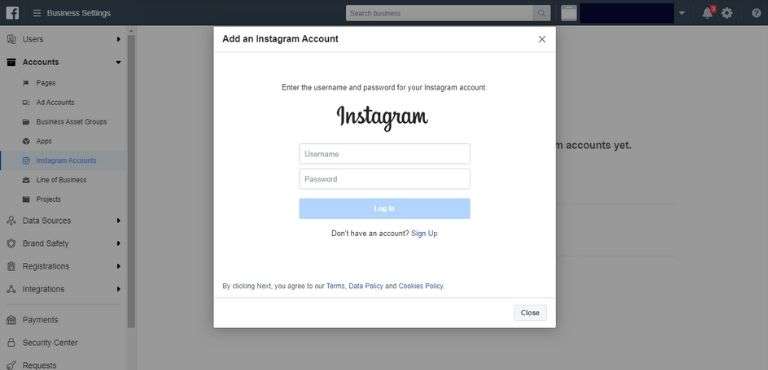 Business Settings
Search business
3
Users
Accounts
Pages
Ad Accounts
Business Asset Groups
Apps
Instagram Accounts
Line of Business
Projects
Data Sources
Brand Safety
Registrations
Integrations
Payments
Security Center
Requests
m accounts yet.
Add an Instagram Account
Enter the username and password for your Instagram account
Instagram
Username
Password
Log In
Don't have an account? Sign Up
By clicking Next, you agree to our Terms, Data Policy and Cookies Policy.
Close